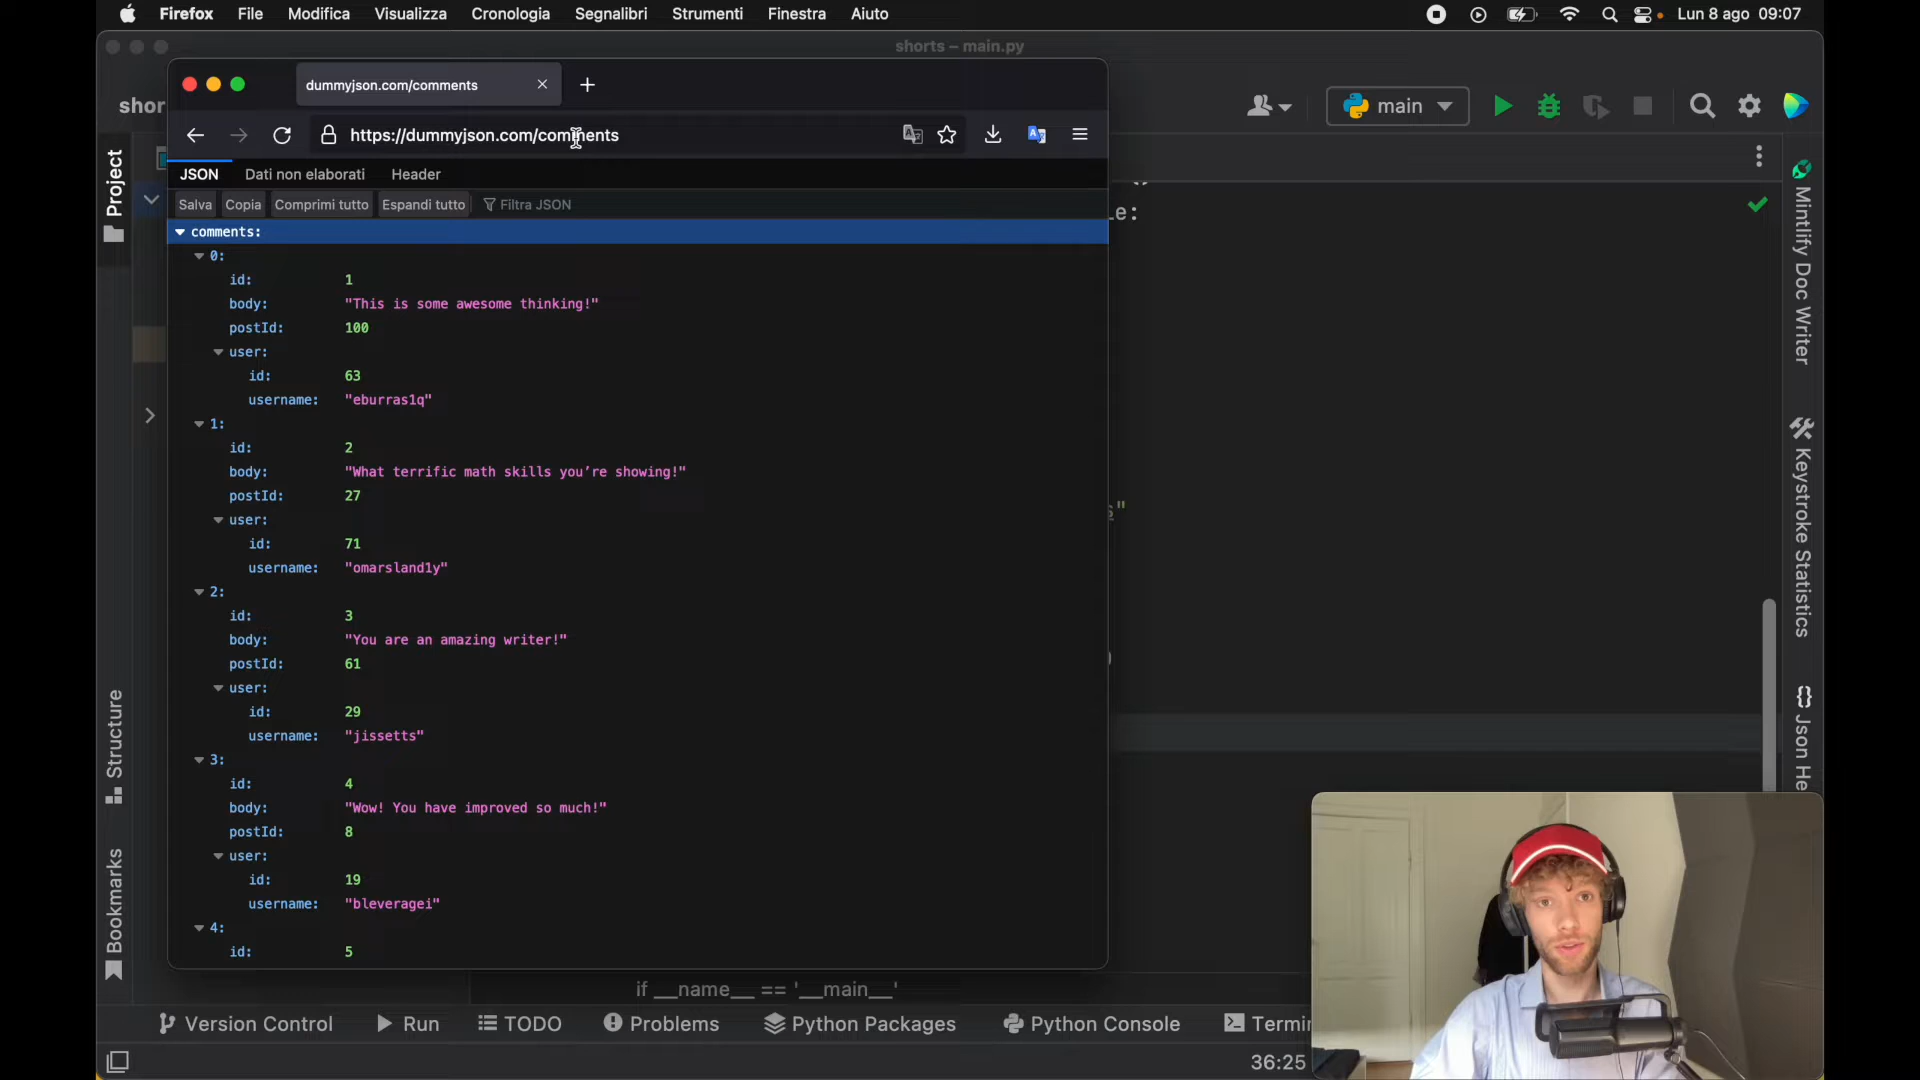 Firefox File Modifica Visualizza Cronologia Segnalibri Strumenti Finestra Aiuto Lun 8 ago 09:07
shorts – main.py
dummyjson.com/comments
shor
main
https://dummyjson.com/comments
JSON Dati non elaborati Header
Salva Copia Comprimi tutto Espandi tutto Filtra JSON
comments:
0:
id: 1
body: "This is some awesome thinking!"
postId: 100
user:
id: 63
username: "eburras1q"
1:
id: 2
body: "What terrific math skills you’re showing!"
postId: 27
user:
id: 71
username: "omarsland1y"
2:
id: 3
body: "You are an amazing writer!"
postId: 61
user:
id: 29
username: "jissetts"
3:
id: 4
body: "Wow! You have improved so much!"
postId: 8
user:
id: 19
username: "bleveragei"
4:
id: 5
Project
Structure
Bookmarks
e:
s"
)
Mintlify Doc Writer
Keystroke Statistics
{} Json He
if __name__ == '__main__'
Version Control Run TODO Problems Python Packages Python Console Termi
36:25